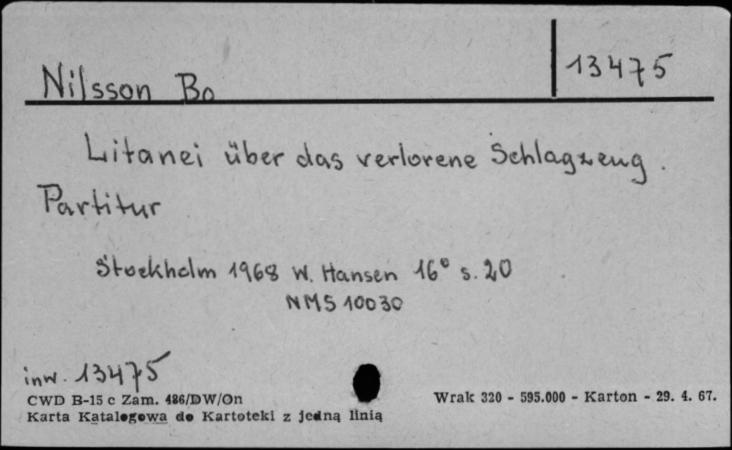 Nilsson Bo
13475
Litanei über das verlorene Schlagzeug.
Partitur
Stockholm 1968 W. Hansen 16° s. 20
NMS 10030
inw. 13475
CWD B-15 c Zam. 486/DW/On
Wrak 320 - 595.000 - Karton - 29. 4. 67.
Karta Katalogowa do Kartoteki z jedną linią